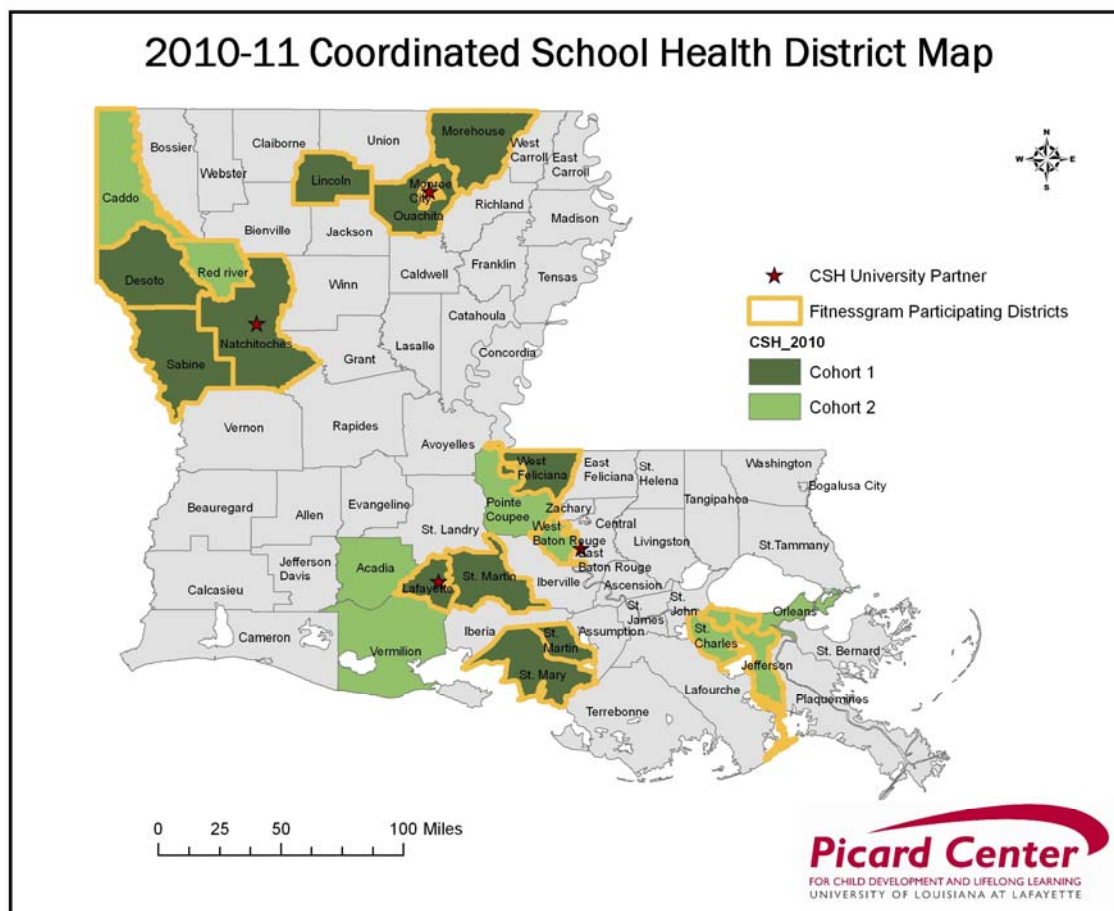 2010-11 Coordinated School Health District Map
Morehouse
Union
Claiborne
Bossier
Webster
West
Carroll
East
Carroll
Lincoln
Monroe
City
Ouachita
Richland
Madison
Caddo
Bienville
Jackson
Desoto
Red river
Caldwell
Franklin
Tensas
Winn
Catahoula
Natchitoches
Sabine
Grant
Lasalle
Concordia
Vernon
Rapides
Avoyelles
N
W
E
S
CSH University Partner
Fitnessgram Participating Districts
CSH_2010
Cohort 1
Cohort 2
West
Feliciana
East
Feliciana
St.
Helena
Washington
Bogalusa City
Tangipahoa
Beauregard
Allen
Evangeline
Pointe
Coupee
Zachary
Central
St. Landry
West
Baton Rouge
East
Baton Rouge
Livingston
St.Tammany
Jefferson
Davis
Acadia
Calcasieu
Lafayette
St. Martin
Iberville
Ascension
St.
James
St.
John
Orleans
Cameron
Vermilion
Iberia
St.
Martin
Assumption
St.
Charles
Jefferson
St. Bernard
St. Mary
Lafourche
Plaquemines
Terrebonne
0 25 50 100 Miles
Picard Center
FOR CHILD DEVELOPMENT AND LIFELONG LEARNING
UNIVERSITY OF LOUISIANA AT LAFAYETTE